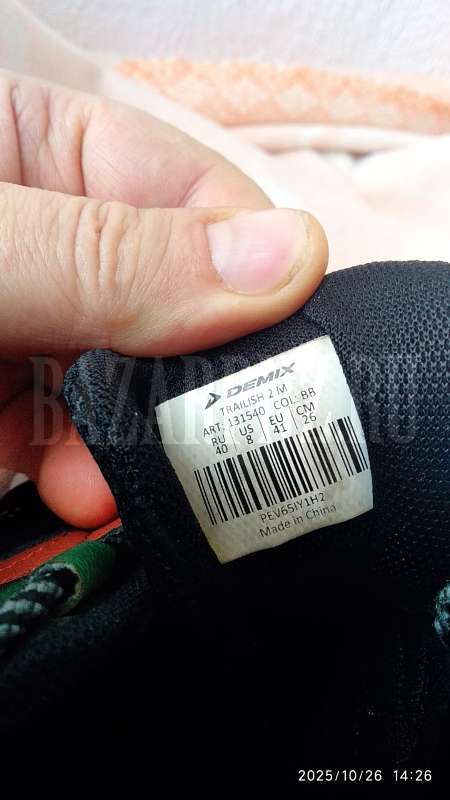 DEMIX
TRAILISH 2 M
ART: 131540 COL: BB
RU US EU CM
40 8 41 26
PEV65IY1H2
Made in China
2025/10/26 14:26